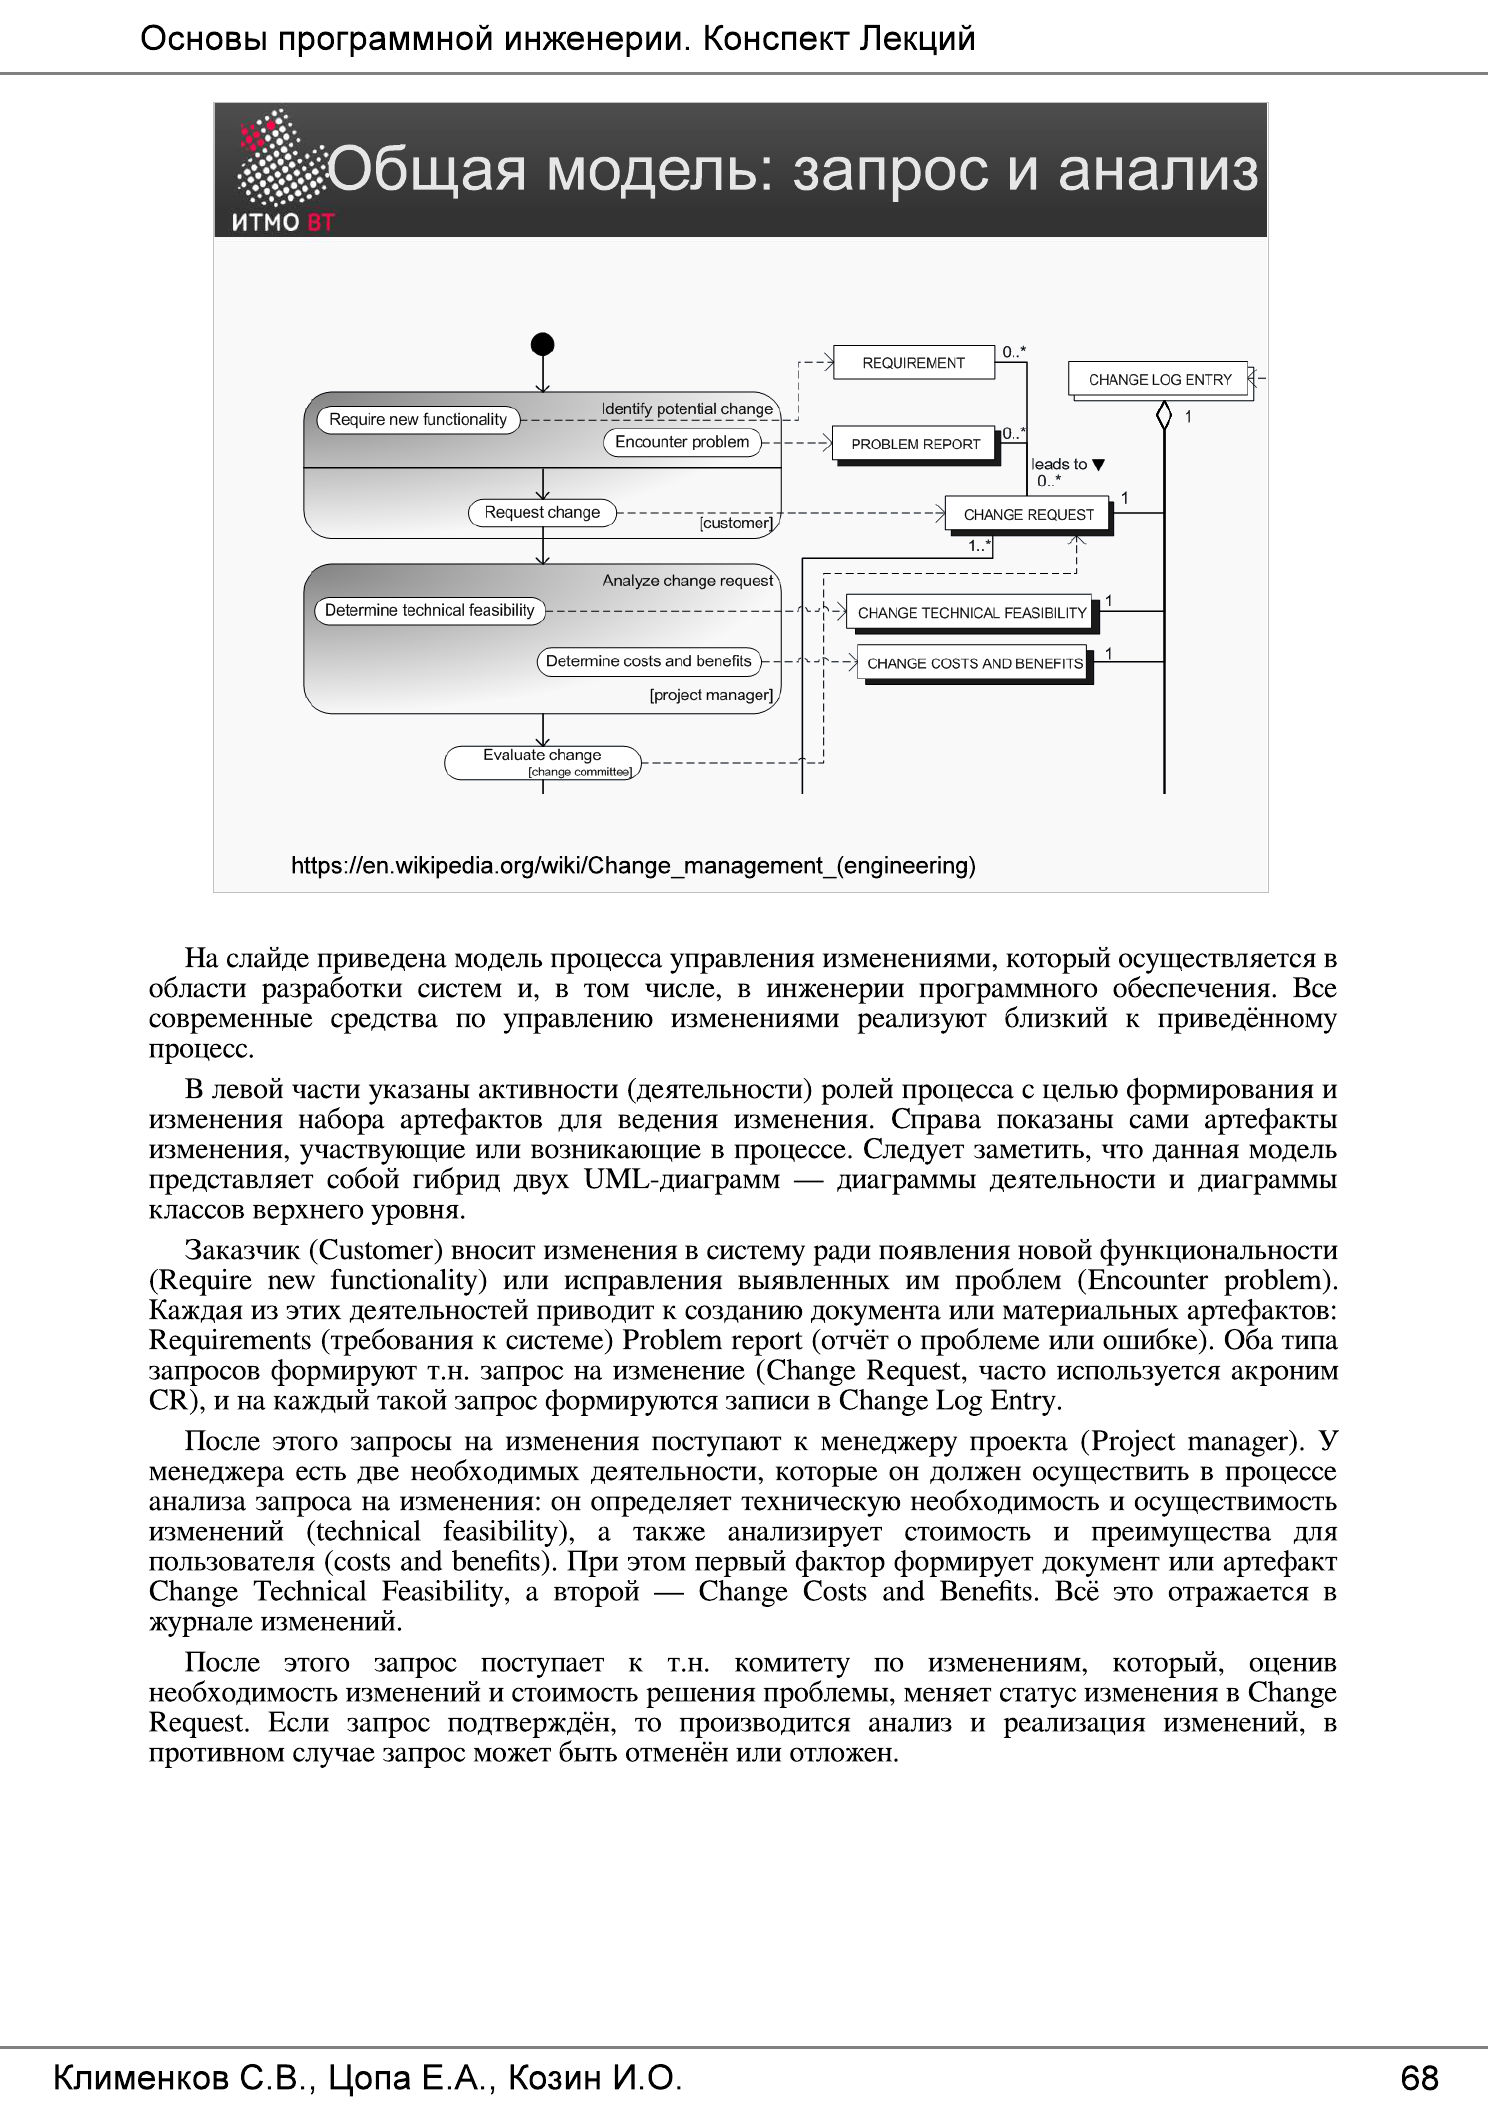 Основы программной инженерии. Конспект Лекций
Общая модель: запрос и анализ
ИТМО ВТ
REQUIREMENT
0..*
CHANGE LOG ENTRY
1
Identify potential change
Require new functionality
Encounter problem
PROBLEM REPORT
0..*
leads to ▼
0..*
Request change
[customer]
CHANGE REQUEST
1
1..*
Analyze change request
Determine technical feasibility
CHANGE TECHNICAL FEASIBILITY
1
Determine costs and benefits
CHANGE COSTS AND BENEFITS
1
[project manager]
Evaluate change
[change committee]
https://en.wikipedia.org/wiki/Change_management_(engineering)
На слайде приведена модель процесса управления изменениями, который осуществляется в
области разработки систем и, в том числе, в инженерии программного обеспечения. Все
современные средства по управлению изменениями реализуют близкий к приведённому
процесс.
В левой части указаны активности (деятельности) ролей процесса с целью формирования и
изменения набора артефактов для ведения изменения. Справа показаны сами артефакты
изменения, участвующие или возникающие в процессе. Следует заметить, что данная модель
представляет собой гибрид двух UML-диаграмм — диаграммы деятельности и диаграммы
классов верхнего уровня.
Заказчик (Customer) вносит изменения в систему ради появления новой функциональности
(Require new functionality) или исправления выявленных им проблем (Encounter problem).
Каждая из этих деятельностей приводит к созданию документа или материальных артефактов:
Requirements (требования к системе) Problem report (отчёт о проблеме или ошибке). Оба типа
запросов формируют т.н. запрос на изменение (Change Request, часто используется акроним
CR), и на каждый такой запрос формируются записи в Change Log Entry.
После этого запросы на изменения поступают к менеджеру проекта (Project manager). У
менеджера есть две необходимых деятельности, которые он должен осуществить в процессе
анализа запроса на изменения: он определяет техническую необходимость и осуществимость
изменений (technical feasibility), а также анализирует стоимость и преимущества для
пользователя (costs and benefits). При этом первый фактор формирует документ или артефакт
Change Technical Feasibility, а второй — Change Costs and Benefits. Всё это отражается в
журнале изменений.
После этого запрос поступает к т.н. комитету по изменениям, который, оценив
необходимость изменений и стоимость решения проблемы, меняет статус изменения в Change
Request. Если запрос подтверждён, то производится анализ и реализация изменений, в
противном случае запрос может быть отменён или отложен.
Клименков С.В., Цопа Е.А., Козин И.О.
68